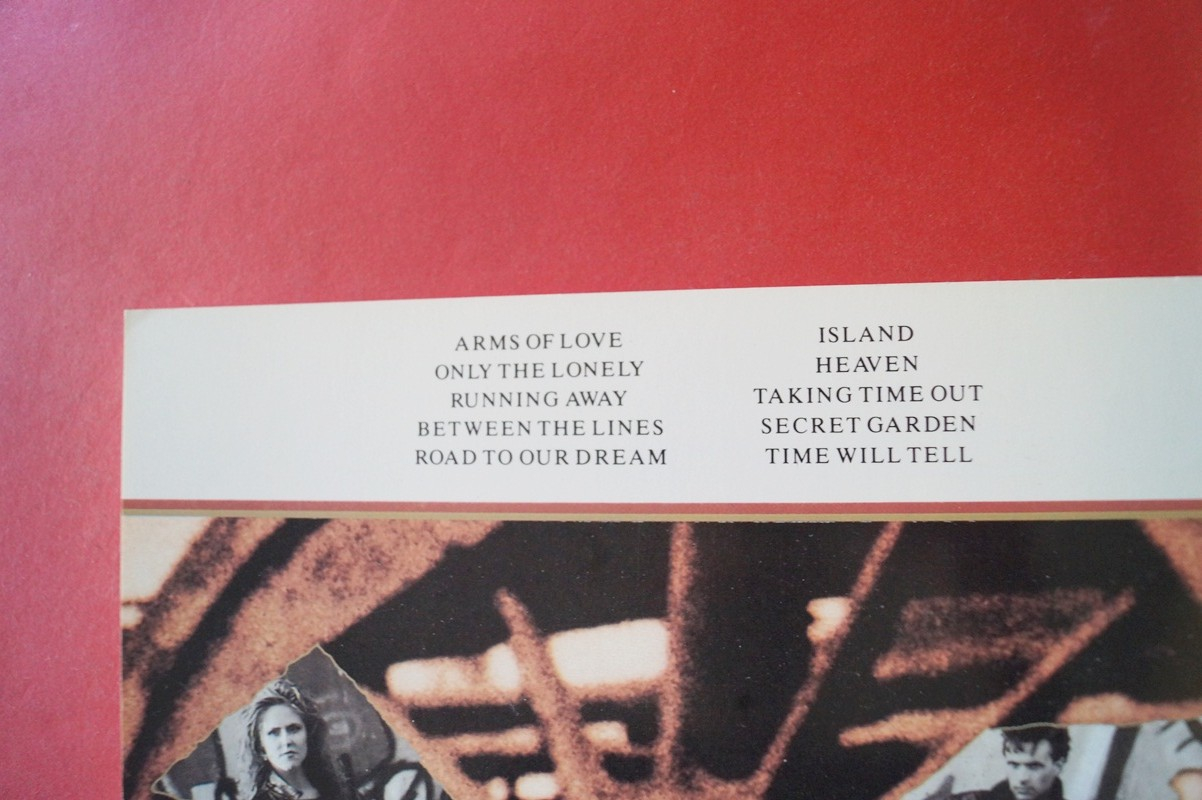 ARMS OF LOVE
ONLY THE LONELY
RUNNING AWAY
BETWEEN THE LINES
ROAD TO OUR DREAM
ISLAND
HEAVEN
TAKING TIME OUT
SECRET GARDEN
TIME WILL TELL